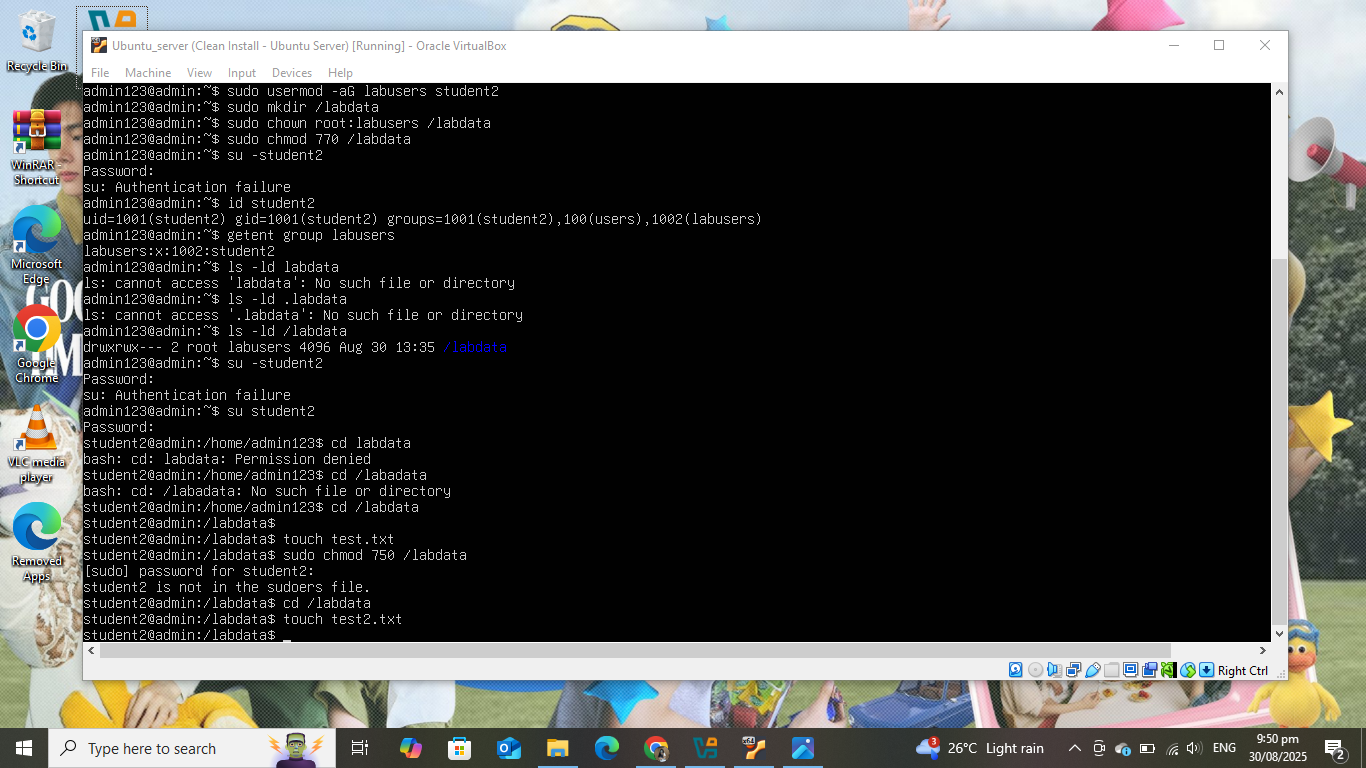 Recycle Bin
WinRAR -
Shortcut
Microsoft
Edge
Google
Chrome
VLC media
player
Removed
Apps
Ubuntu_server (Clean Install - Ubuntu Server) [Running] - Oracle VirtualBox
File Machine View Input Devices Help
admin123@admin:~$ sudo usermod -aG labusers student2
admin123@admin:~$ sudo mkdir /labdata
admin123@admin:~$ sudo chown root:labusers /labdata
admin123@admin:~$ sudo chmod 770 /labdata
admin123@admin:~$ su -student2
Password:
su: Authentication failure
admin123@admin:~$ id student2
uid=1001(student2) gid=1001(student2) groups=1001(student2),100(users),1002(labusers)
admin123@admin:~$ getent group labusers
labusers:x:1002:student2
admin123@admin:~$ ls -ld labdata
ls: cannot access 'labdata': No such file or directory
admin123@admin:~$ ls -ld .labdata
ls: cannot access '.labdata': No such file or directory
admin123@admin:~$ ls -ld /labdata
drwxrwx--- 2 root labusers 4096 Aug 30 13:35 /labdata
admin123@admin:~$ su -student2
Password:
su: Authentication failure
admin123@admin:~$ su student2
Password:
student2@admin:/home/admin123$ cd labdata
bash: cd: labdata: Permission denied
student2@admin:/home/admin123$ cd /labadata
bash: cd: /labadata: No such file or directory
student2@admin:/home/admin123$ cd /labdata
student2@admin:/labdata$
student2@admin:/labdata$ touch test.txt
student2@admin:/labdata$ sudo chmod 750 /labdata
[sudo] password for student2:
student2 is not in the sudoers file.
student2@admin:/labdata$ cd /labdata
student2@admin:/labdata$ touch test2.txt
student2@admin:/labdata$ _
Right Ctrl
Type here to search
x64
3
26°C Light rain
ENG
9:50 pm
30/08/2025
2